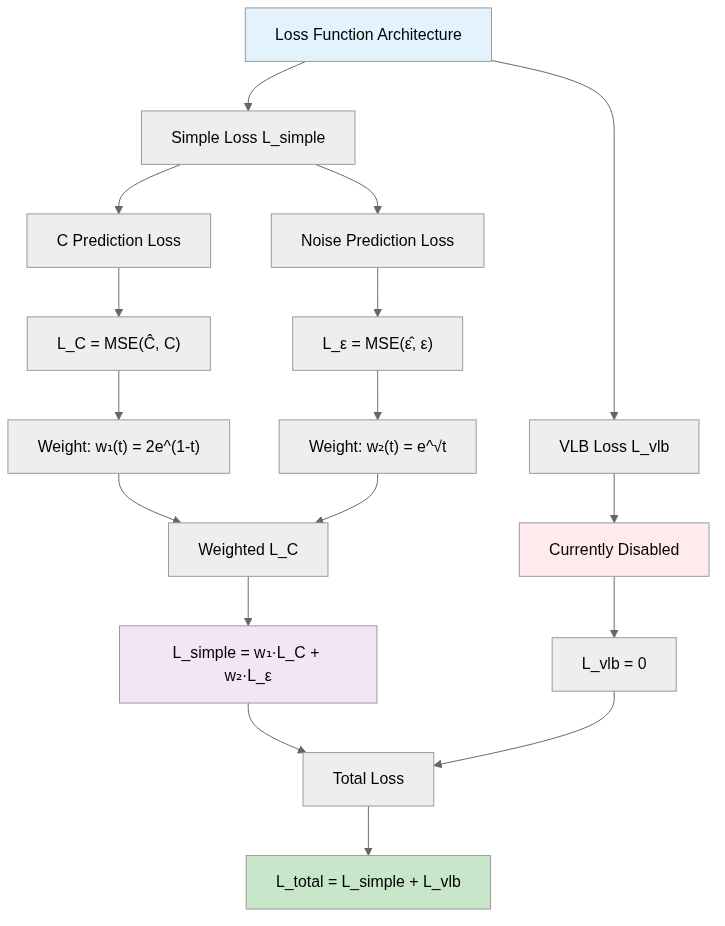 Loss Function Architecture
Simple Loss L_simple
C Prediction Loss
Noise Prediction Loss
L_C = MSE(Ĉ, C)
L_ε = MSE(ε̂, ε)
Weight: w₁(t) = 2e^(1-t)
Weight: w₂(t) = e^√t
VLB Loss L_vlb
Weighted L_C
Currently Disabled
L_simple = w₁·L_C +
w₂·L_ε
L_vlb = 0
Total Loss
L_total = L_simple + L_vlb